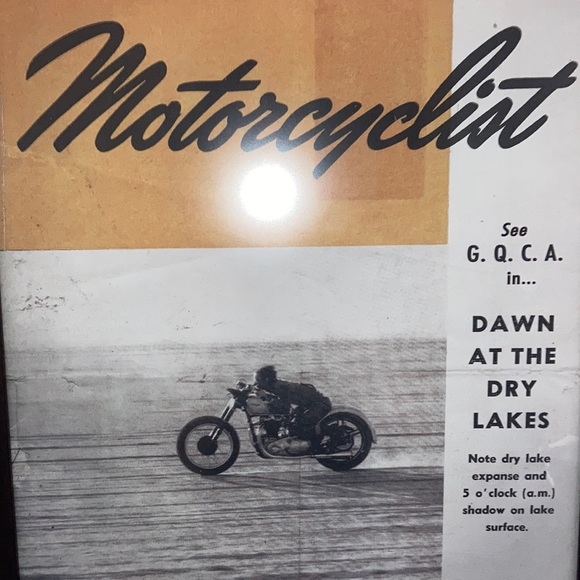 Motorcyclist
See
G. Q. C. A.
in...
DAWN
AT THE
DRY
LAKES
Note dry lake
expanse and
5 o'clock (a.m.)
shadow on lake
surface.